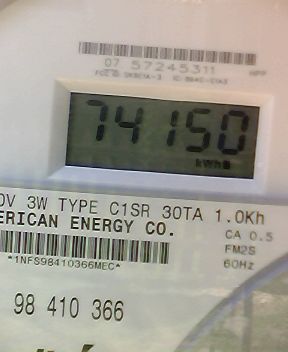 07 57245311
74150
kWh
0V 3W TYPE C1SR 30TA 1.0Kh
ERICAN ENERGY CO.
CA 0.5
FM2S
60Hz
*1NFS98410366MEC*
98 410 366